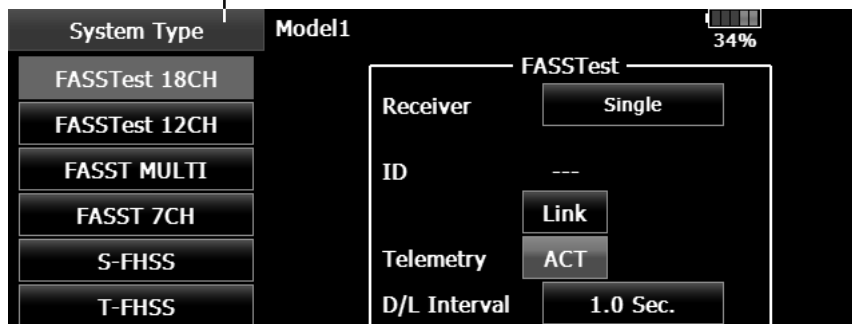 System Type
Model1
34%
FASSTest 18CH
FASSTest 12CH
FASST MULTI
FASST 7CH
S-FHSS
T-FHSS
FASSTest
Receiver Single
ID ---
Link
Telemetry ACT
D/L Interval 1.0 Sec.